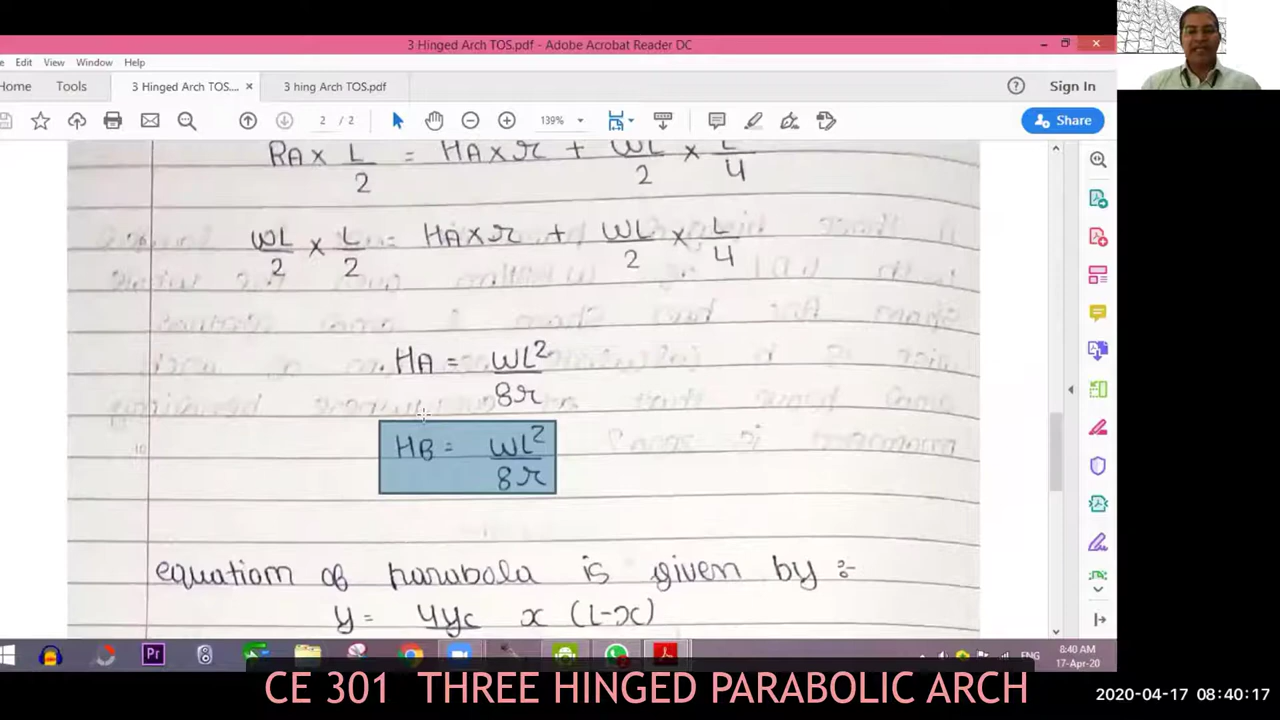 3 Hinged Arch TOS.pdf - Adobe Acrobat Reader DC
Edit View Window Help
Home Tools 3 Hinged Arch TOS.... × 3 hing Arch TOS.pdf Sign In
2 / 2 139% Share
RA × L/2 = HA × r + WL/2 × L/4
WL/2 × L/2 = HA × r + WL/2 × L/4
HA = WL²/8r
HB = WL²/8r
equation of parabola is given by :-
y = 4yc x (L-x)
Pr
ENG
8:40 AM
17-Apr-20
CE 301 THREE HINGED PARABOLIC ARCH
2020-04-17 08:40:17